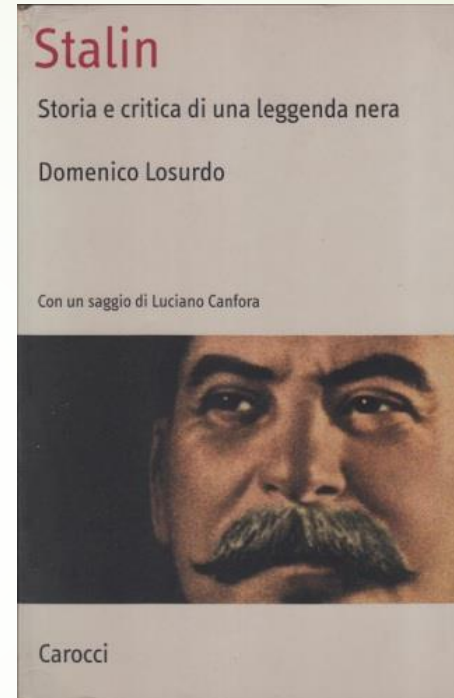 Stalin
Storia e critica di una leggenda nera
Domenico Losurdo
Con un saggio di Luciano Canfora
Carocci